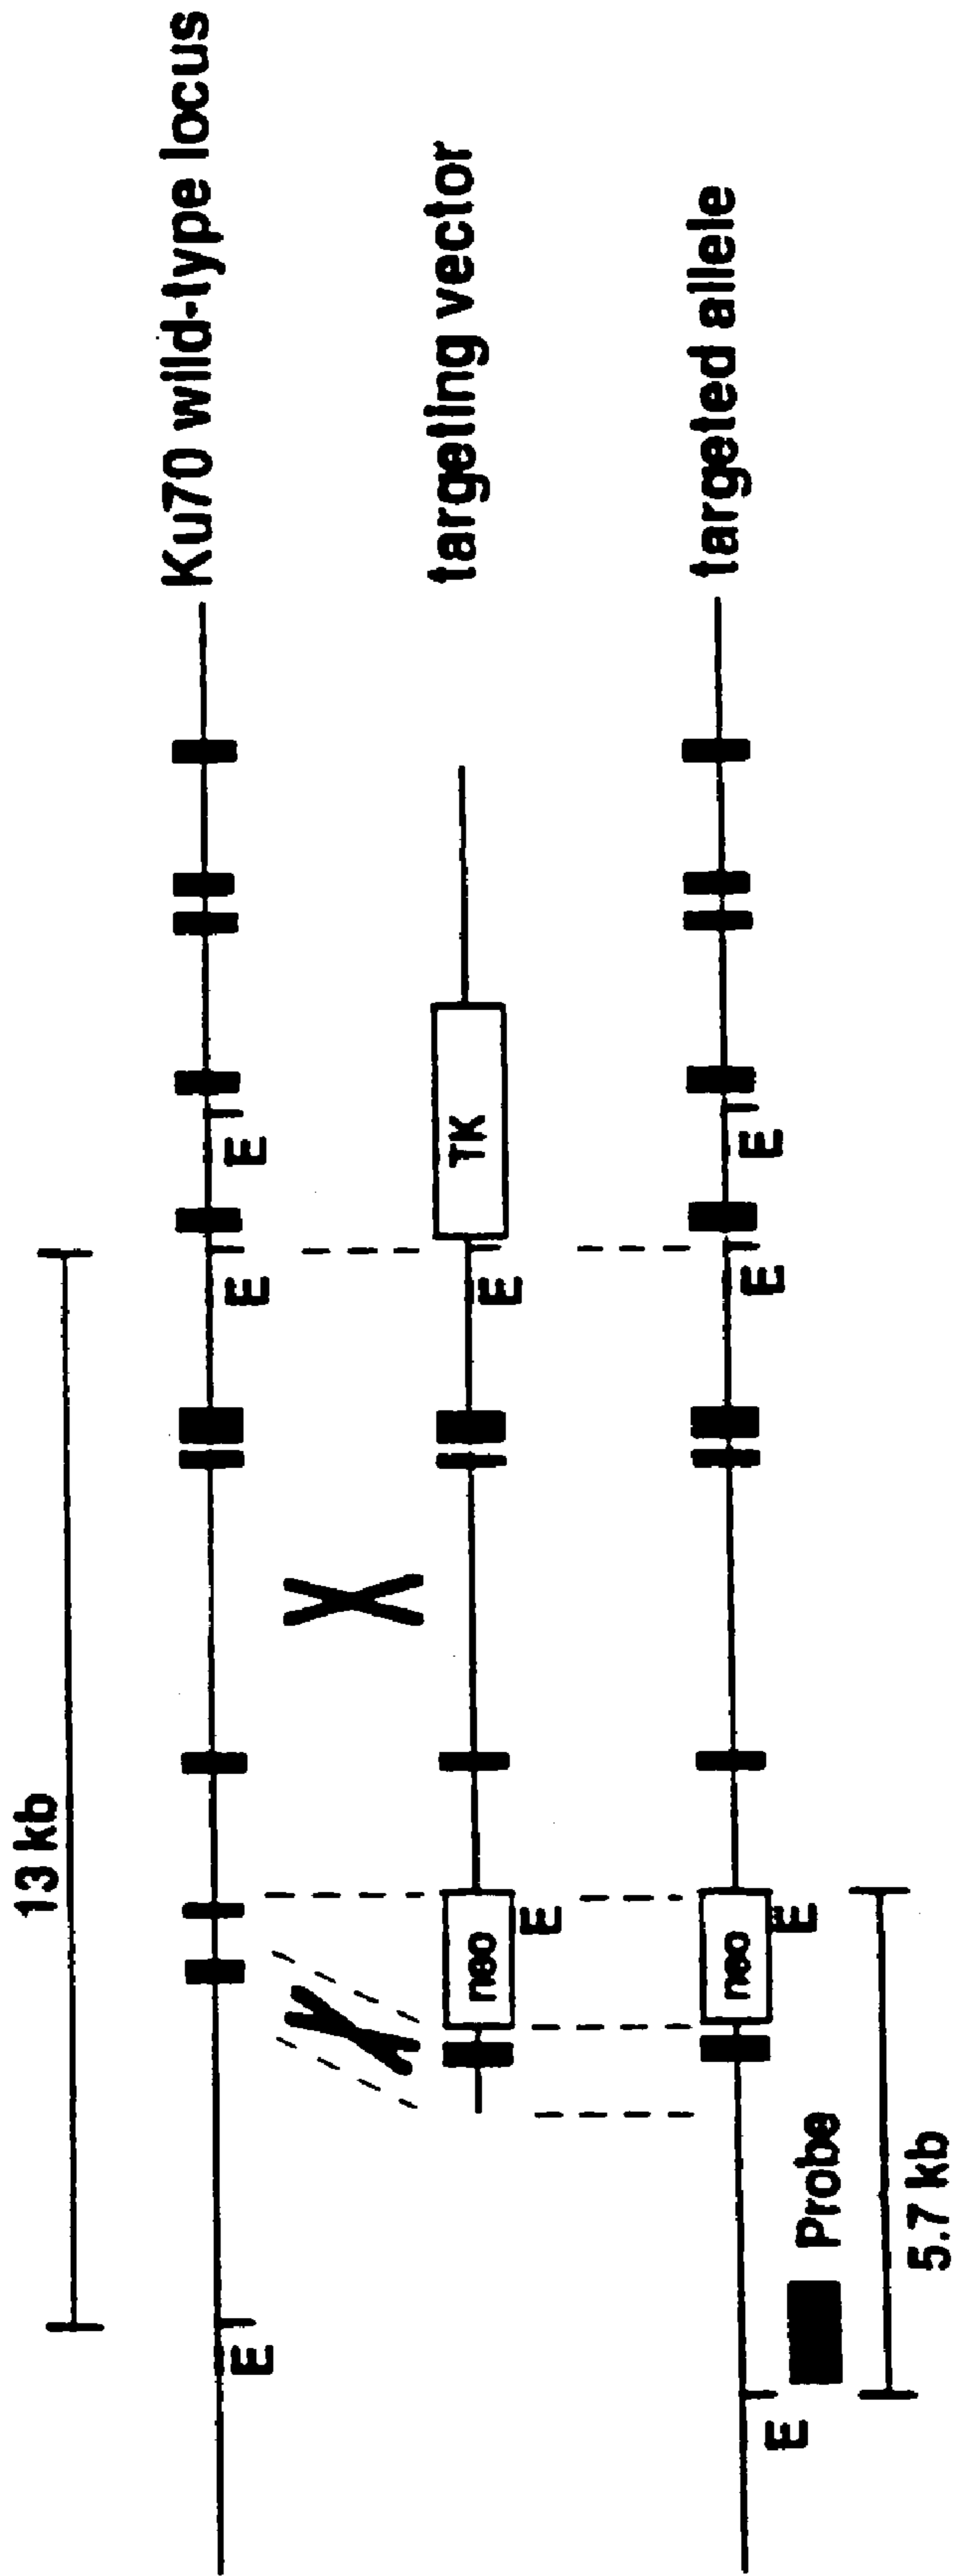 13 kb
Ku70 wild-type locus
E
E
E
targeting vector
neo
E
E
TK
targeted allele
E
neo
E
E
E
Probe
5.7 kb